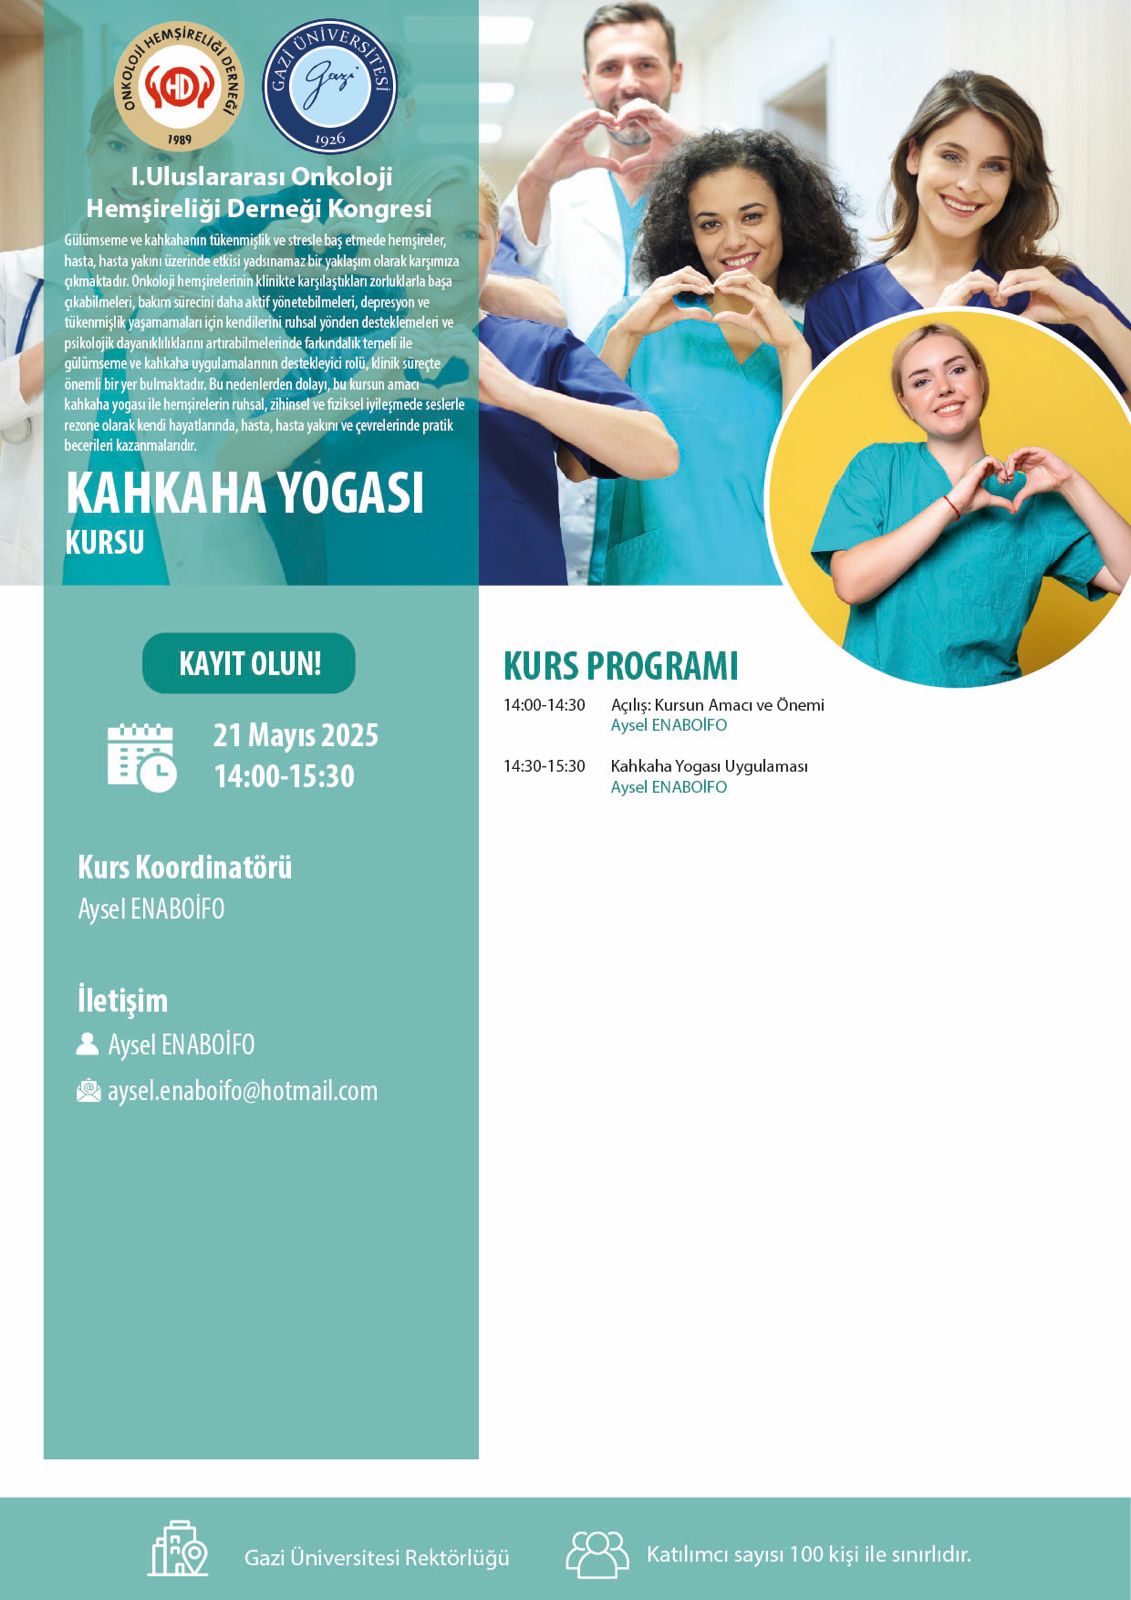 ONKOLOJİ HEMŞİRELİĞİ DERNEĞİ
HD
1989
GAZİ ÜNİVERSİTESİ
Gazi
1926
I.Uluslararası Onkoloji
Hemşireliği Derneği Kongresi
Gülümseme ve kahkahanın tükenmişlik ve stresle baş etmede hemşireler,
hasta, hasta yakını üzerinde etkisi yadsınamaz bir yaklaşım olarak karşımıza
çıkmaktadır. Onkoloji hemşirelerinin klinikte karşılaştıkları zorluklarla başa
çıkabilmeleri, bakım sürecini daha aktif yönetebilmeleri, depresyon ve
tükenmişlik yaşamamaları için kendilerini ruhsal yönden desteklemeleri ve
psikolojik dayanıklılıklarını artırabilmelerinde farkındalık temeli ile
gülümseme ve kahkaha uygulamalarının destekleyici rolü, klinik süreçte
önemli bir yer bulmaktadır. Bu nedenlerden dolayı, bu kursun amacı
kahkaha yogası ile hemşirelerin ruhsal, zihinsel ve fiziksel iyileşmede seslerle
rezone olarak kendi hayatlarında, hasta, hasta yakını ve çevrelerinde pratik
becerileri kazanmalarıdır.
KAHKAHA YOGASI
KURSU
KAYIT OLUN!
21 Mayıs 2025
14:00-15:30
Kurs Koordinatörü
Aysel ENABOİFO
İletişim
Aysel ENABOİFO
aysel.enaboifo@hotmail.com
KURS PROGRAMI
14:00-14:30 Açılış: Kursun Amacı ve Önemi
Aysel ENABOİFO
14:30-15:30 Kahkaha Yogası Uygulaması
Aysel ENABOİFO
Gazi Üniversitesi Rektörlüğü
Katılımcı sayısı 100 kişi ile sınırlıdır.